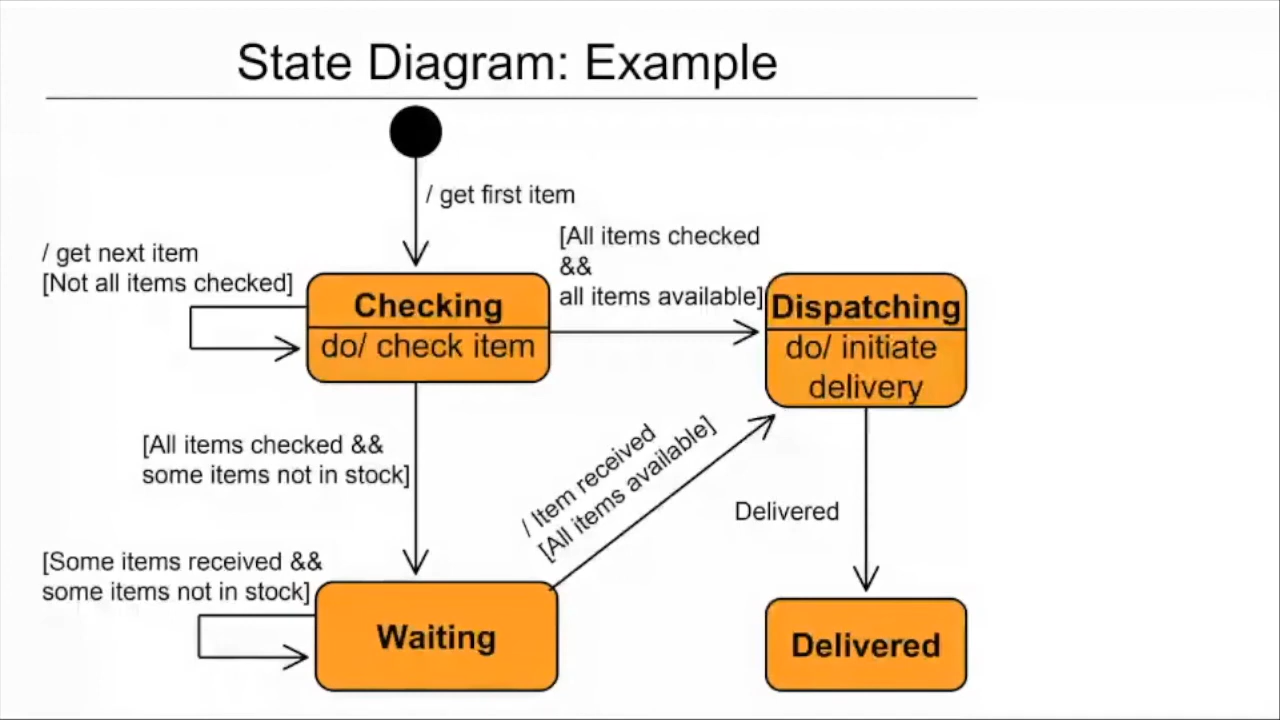 State Diagram: Example
/ get first item
/ get next item
[Not all items checked]
[All items checked
&&
all items available]
Checking
do/ check item
Dispatching
do/ initiate
delivery
[All items checked &&
some items not in stock]
/ Item received
[All items available]
Delivered
[Some items received &&
some items not in stock]
Waiting
Delivered